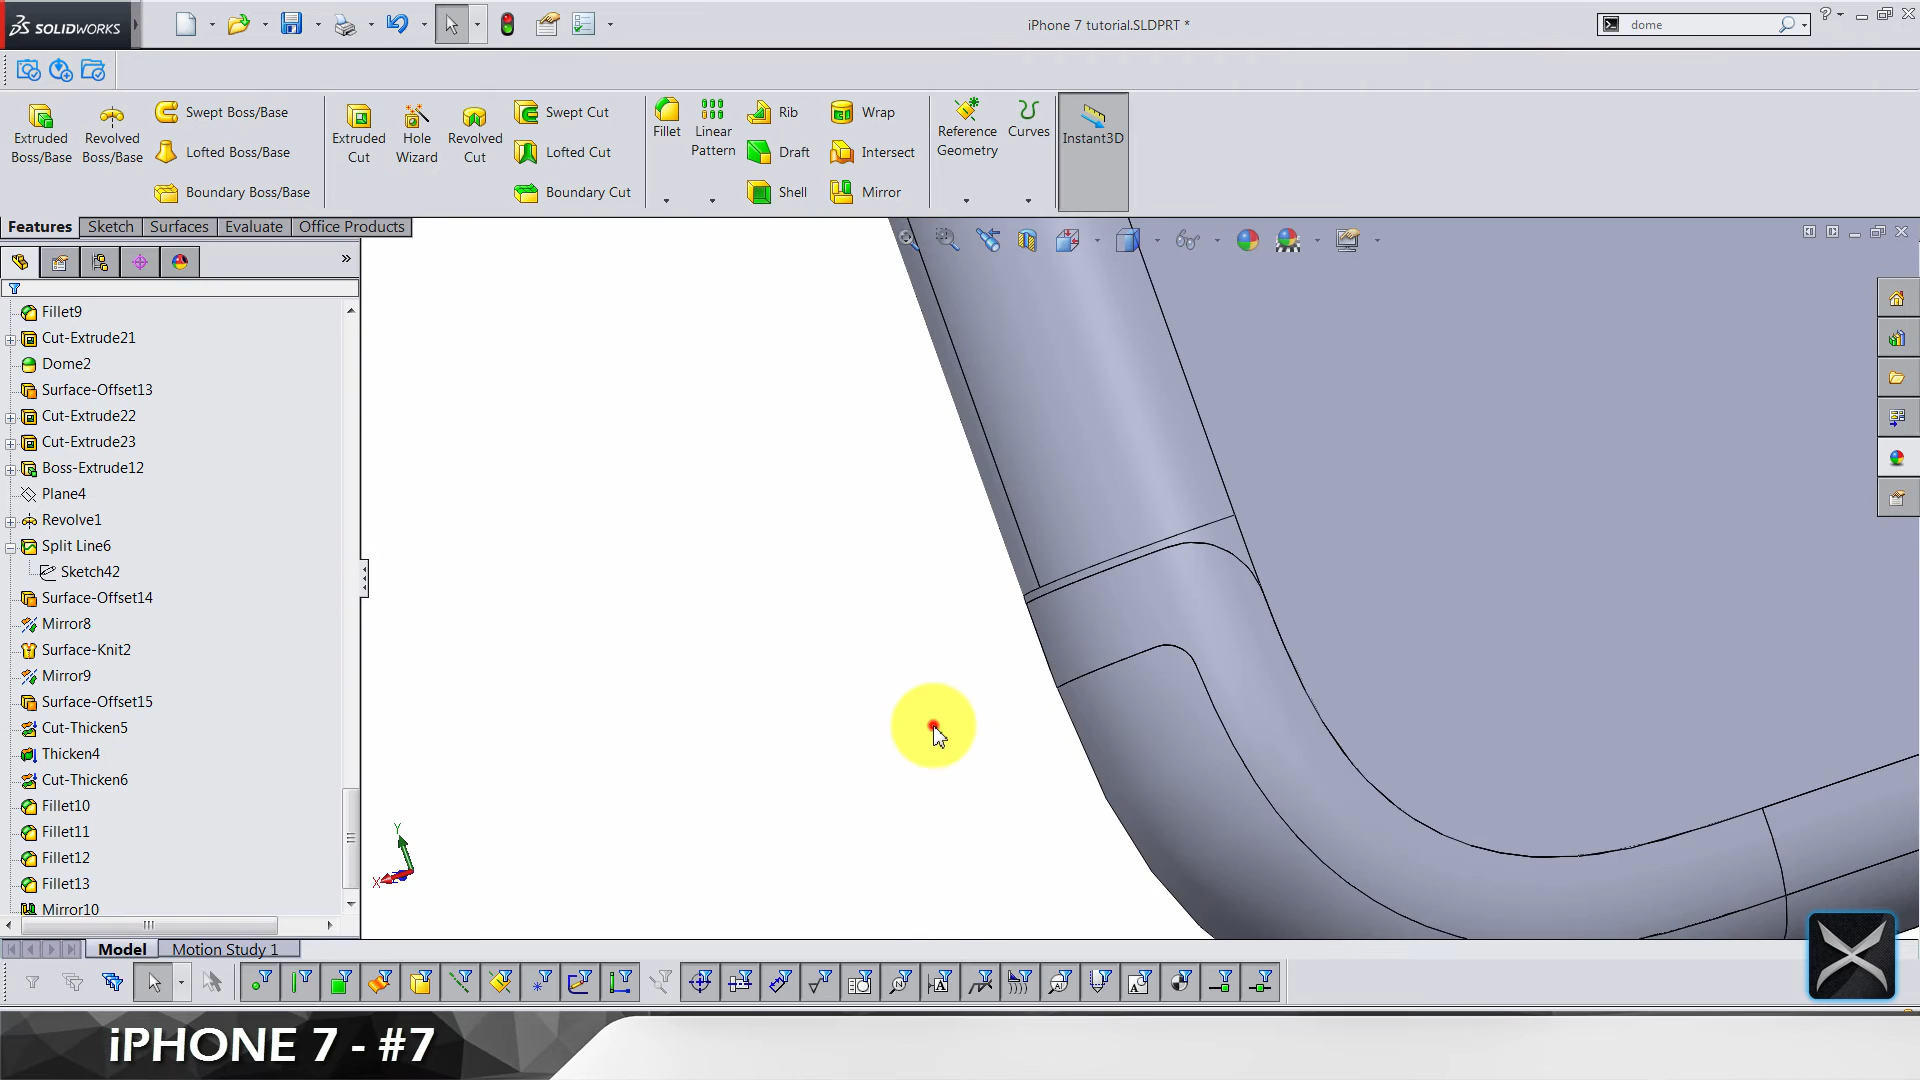 SOLIDWORKS
iPhone 7 tutorial.SLDPRT *
dome
Extruded Boss/Base
Revolved Boss/Base
Swept Boss/Base
Lofted Boss/Base
Boundary Boss/Base
Extruded Cut
Hole Wizard
Revolved Cut
Swept Cut
Lofted Cut
Boundary Cut
Fillet
Linear Pattern
Rib
Draft
Shell
Wrap
Intersect
Mirror
Reference Geometry
Curves
Instant3D
Features Sketch Surfaces Evaluate Office Products
Fillet9
Cut-Extrude21
Dome2
Surface-Offset13
Cut-Extrude22
Cut-Extrude23
Boss-Extrude12
Plane4
Revolve1
Split Line6
Sketch42
Surface-Offset14
Mirror8
Surface-Knit2
Mirror9
Surface-Offset15
Cut-Thicken5
Thicken4
Cut-Thicken6
Fillet10
Fillet11
Fillet12
Fillet13
Mirror10
Y
X
Model Motion Study 1
iPHONE 7 - #7